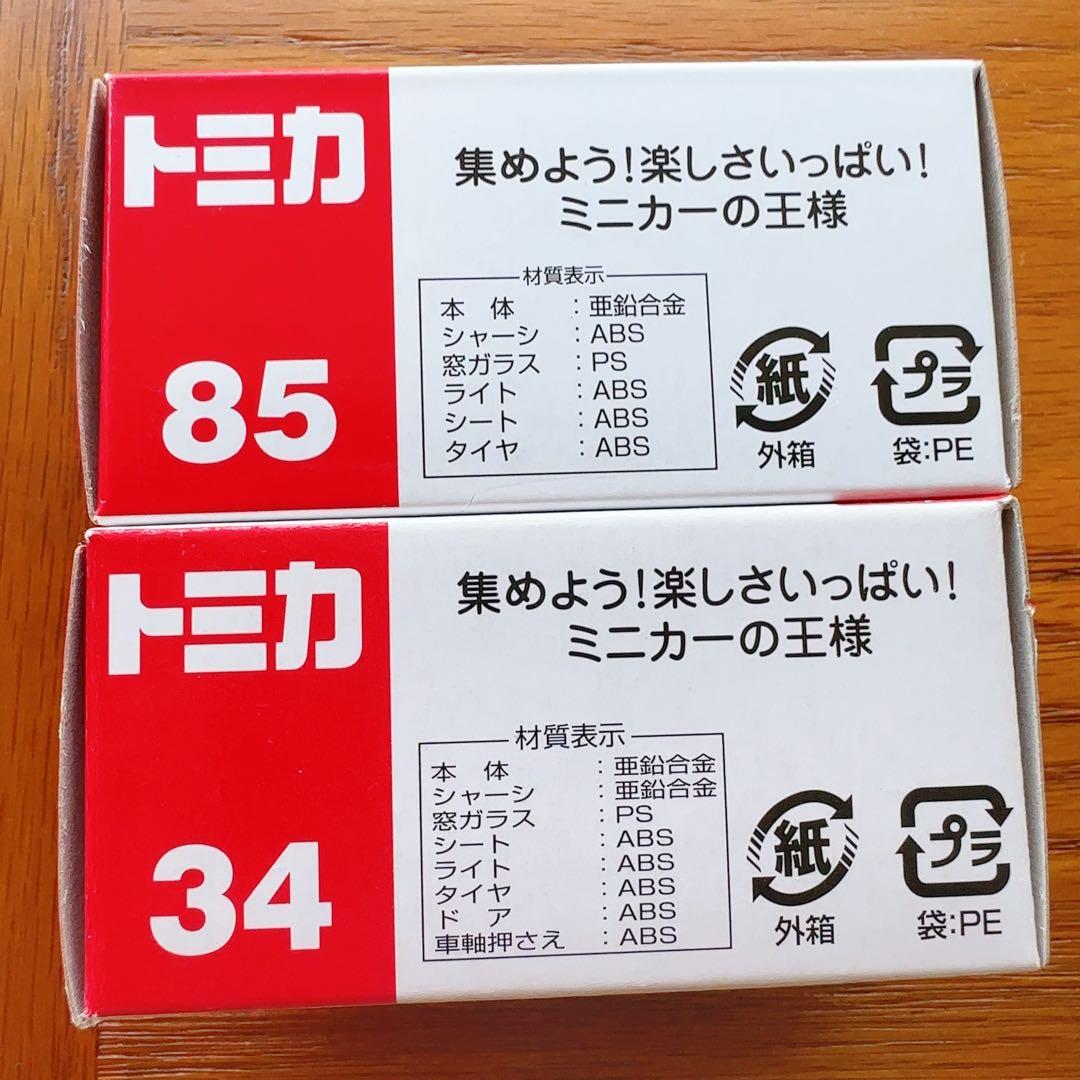 トミカ
集めよう!楽しさいっぱい!
ミニカーの王様
材質表示
本 体 : 亜鉛合金
シャーシ : ABS
窓ガラス : PS
ライト : ABS
シート : ABS
タイヤ : ABS
85
紙
外箱
プラ
袋:PE
トミカ
集めよう!楽しさいっぱい!
ミニカーの王様
材質表示
本 体 : 亜鉛合金
シャーシ : 亜鉛合金
窓ガラス : PS
シート : ABS
ライト : ABS
タイヤ : ABS
ド ア : ABS
車軸押さえ : ABS
34
紙
外箱
プラ
袋:PE